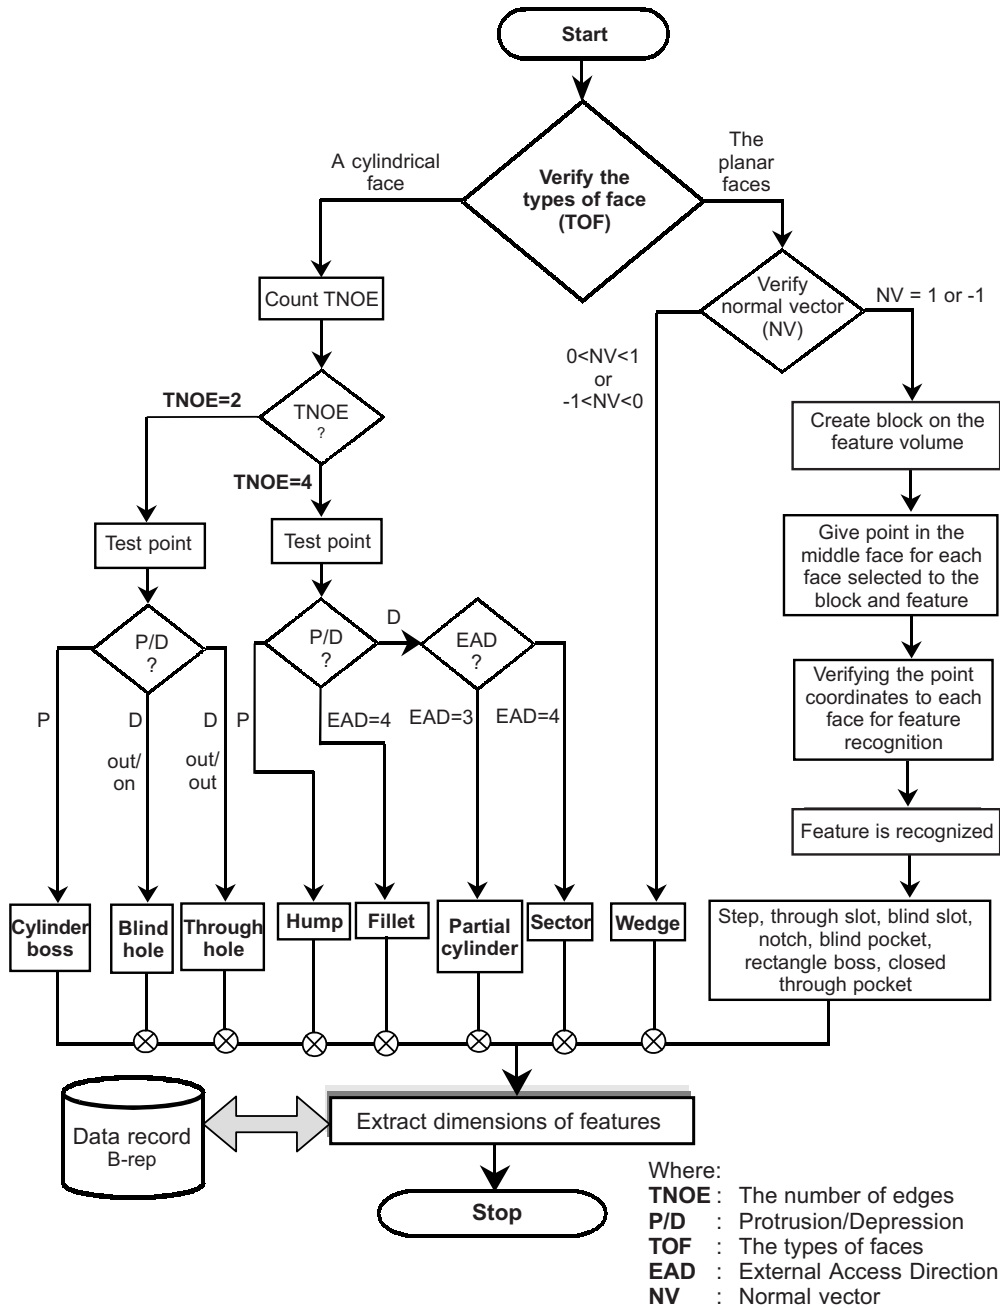 Start
A cylindrical
face
The
planar
faces
Verify the
types of face
(TOF)
Count TNOE
Verify
normal vector
(NV)
NV = 1 or -1
0<NV<1
or
-1<NV<0
TNOE=2
TNOE
?
TNOE=4
Create block on the
feature volume
Test point
Test point
Give point in the
middle face for each
face selected to the
block and feature
P/D
?
P/D
?
D
EAD
?
Verifying the point
coordinates to each
face for feature
recognition
P
D
out/
on
D
out/
out
P
EAD=4
EAD=3
EAD=4
Feature is recognized
Cylinder
boss
Blind
hole
Through
hole
Hump
Fillet
Partial
cylinder
Sector
Wedge
Step, through slot, blind slot,
notch, blind pocket,
rectangle boss, closed
through pocket
Data record
B-rep
Extract dimensions of features
Stop
Where:
TNOE : The number of edges
P/D : Protrusion/Depression
TOF : The types of faces
EAD : External Access Direction
NV : Normal vector